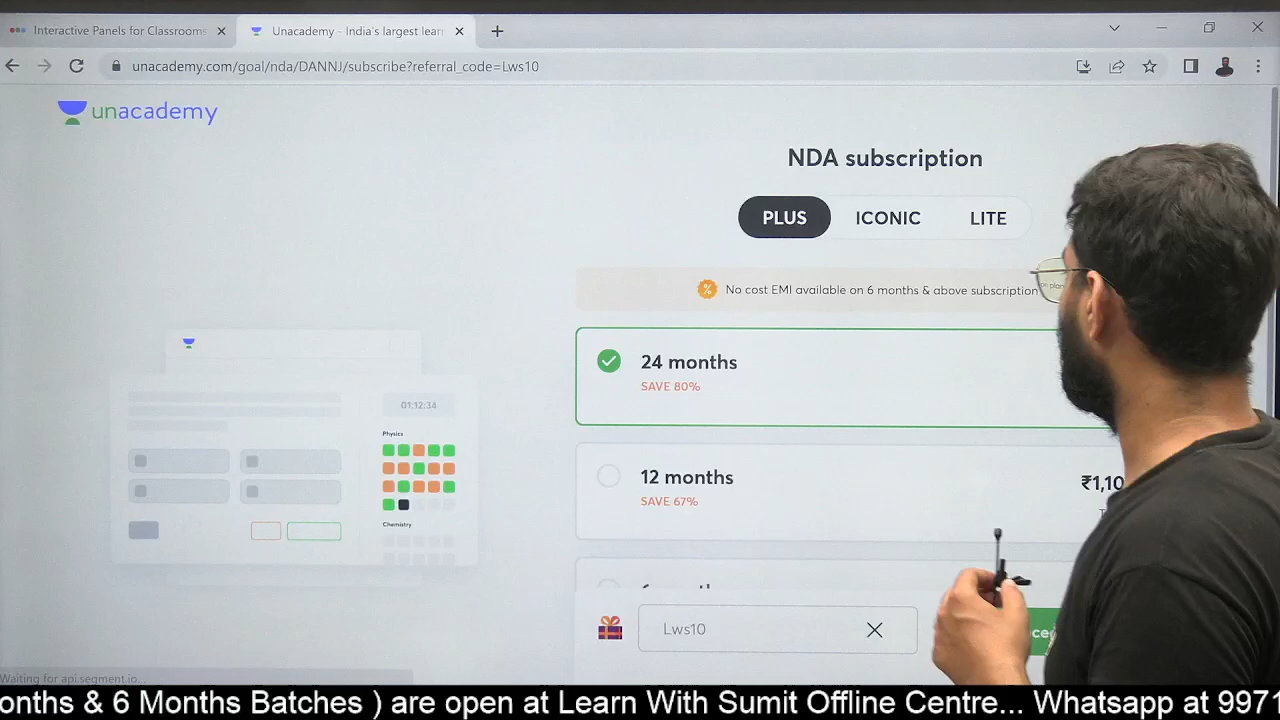 Interactive Panels for Classrooms
Unacademy - India's largest lear
unacademy.com/goal/nda/DANNJ/subscribe?referral_code=Lws10
unacademy
NDA subscription
PLUS
ICONIC
LITE
No cost EMI available on 6 months & above subscription plan
24 months
SAVE 80%
01:12:34
Physics
12 months
₹1,10
SAVE 67%
Chemistry
Lws10
Waiting for api.segment.io...
onths & 6 Months Batches ) are open at Learn With Sumit Offline Centre... Whatsapp at 9971